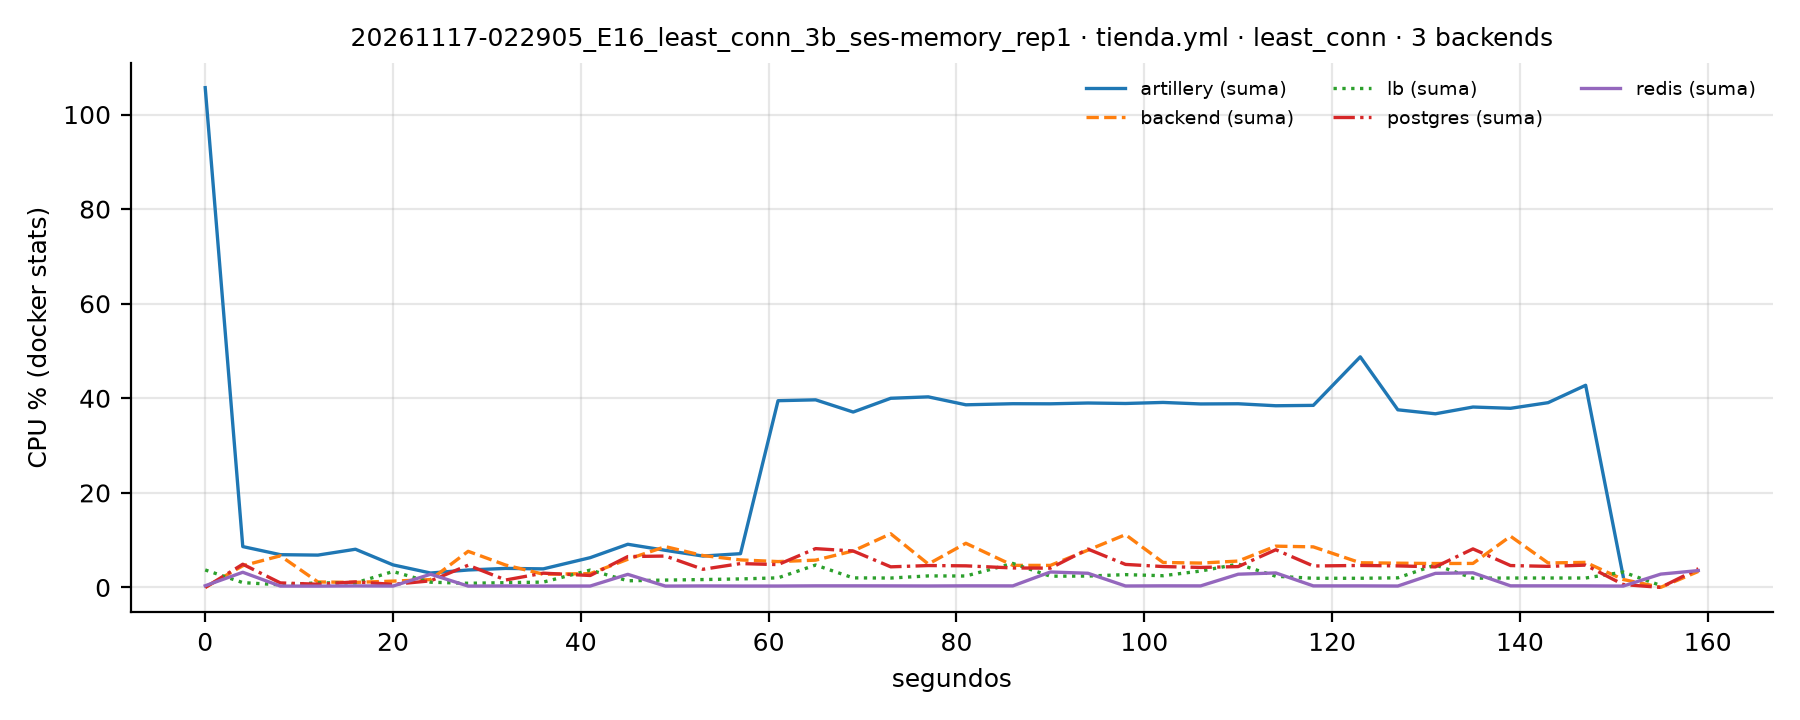 20261117-022905_E16_least_conn_3b_ses-memory_rep1 · tienda.yml · least_conn · 3 backends
artillery (suma)
backend (suma)
lb (suma)
postgres (suma)
redis (suma)
CPU % (docker stats)
100
80
60
40
20
0
0 20 40 60 80 100 120 140 160
segundos